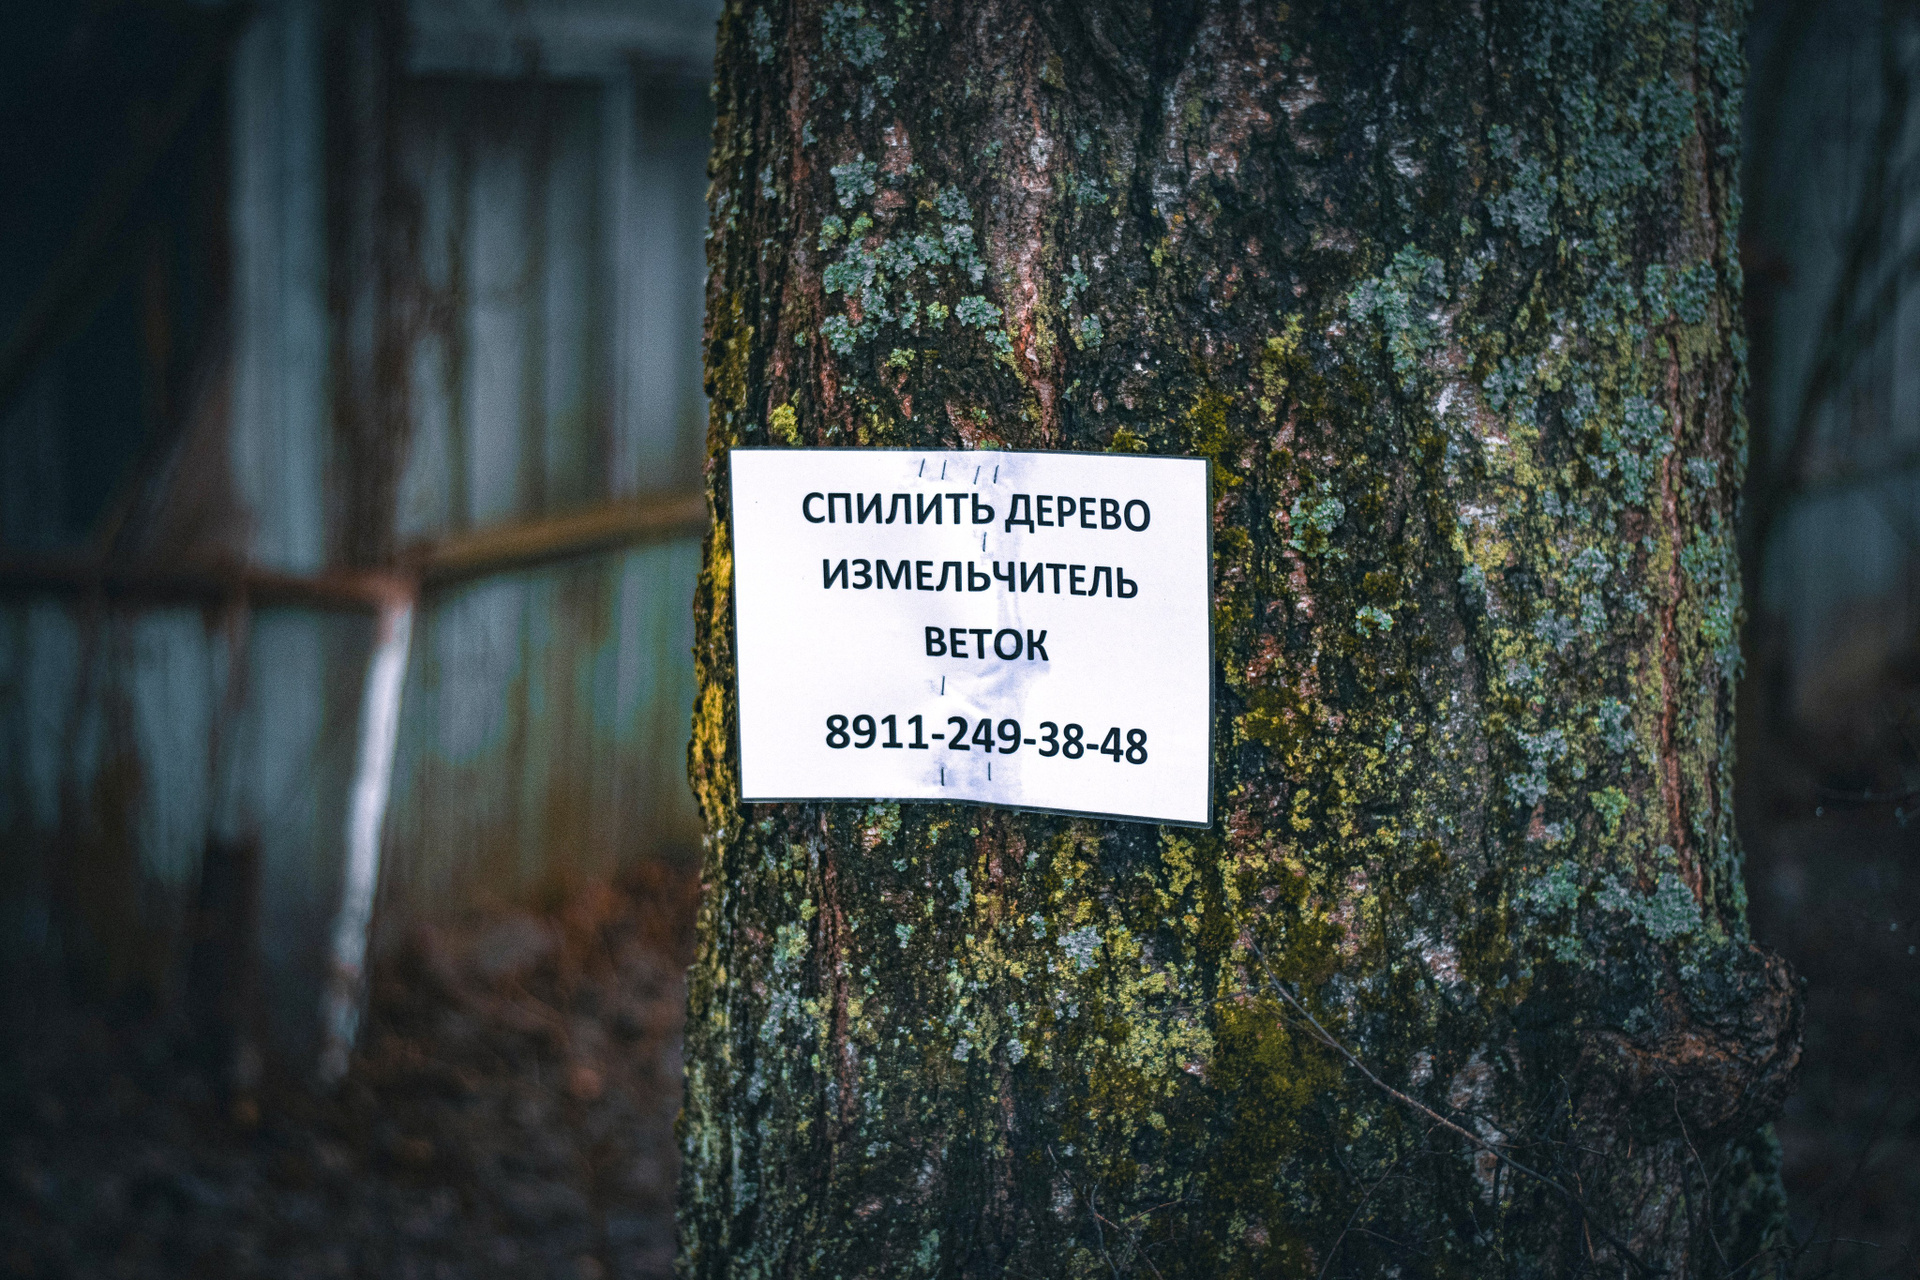 СПИЛИТЬ ДЕРЕВО
ИЗМЕЛЬЧИТЕЛЬ
ВЕТОК
8911-249-38-48